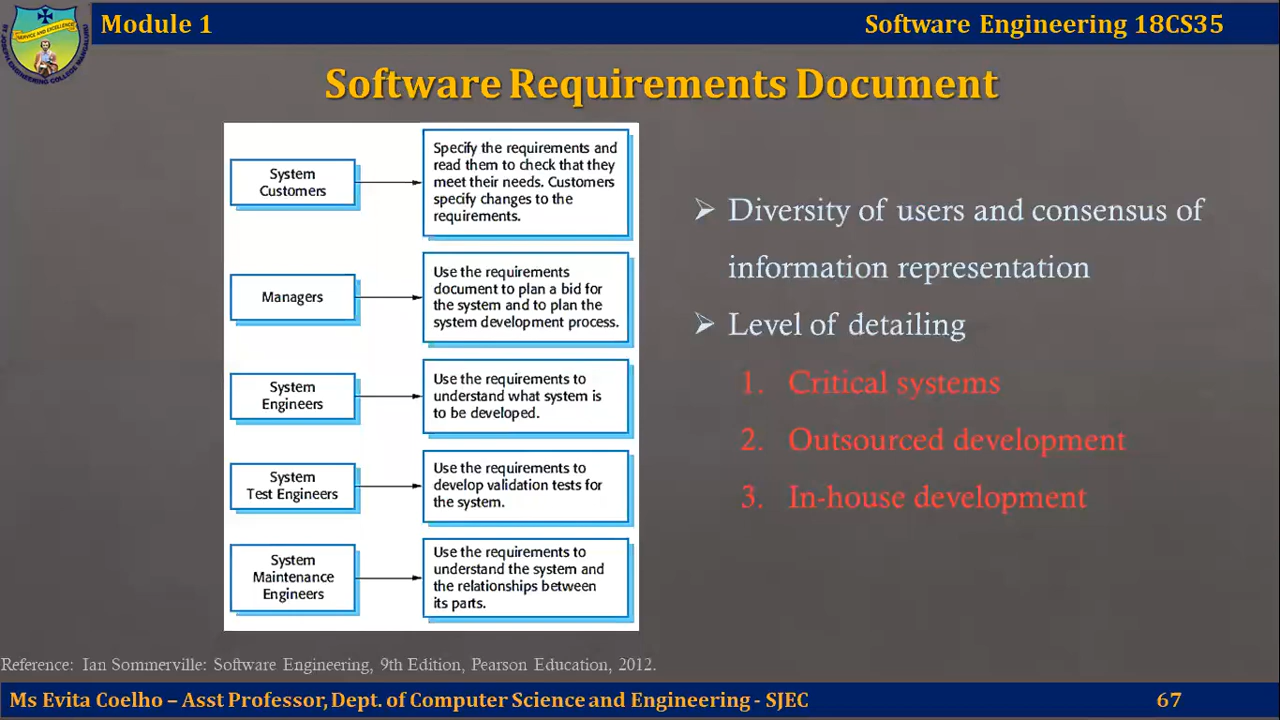 Module 1
Software Engineering 18CS35
SERVICE AND EXCELLENCE
Software Requirements Document
System
Customers
Specify the requirements and
read them to check that they
meet their needs. Customers
specify changes to the
requirements.
Managers
Use the requirements
document to plan a bid for
the system and to plan the
system development process.
System
Engineers
Use the requirements to
understand what system is
to be developed.
System
Test Engineers
Use the requirements to
develop validation tests for
the system.
System
Maintenance
Engineers
Use the requirements to
understand the system and
the relationships between
its parts.
➢ Diversity of users and consensus of
information representation
➢ Level of detailing
1. Critical systems
2. Outsourced development
3. In-house development
Reference: Ian Sommerville: Software Engineering, 9th Edition, Pearson Education, 2012.
Ms Evita Coelho – Asst Professor, Dept. of Computer Science and Engineering - SJEC
67